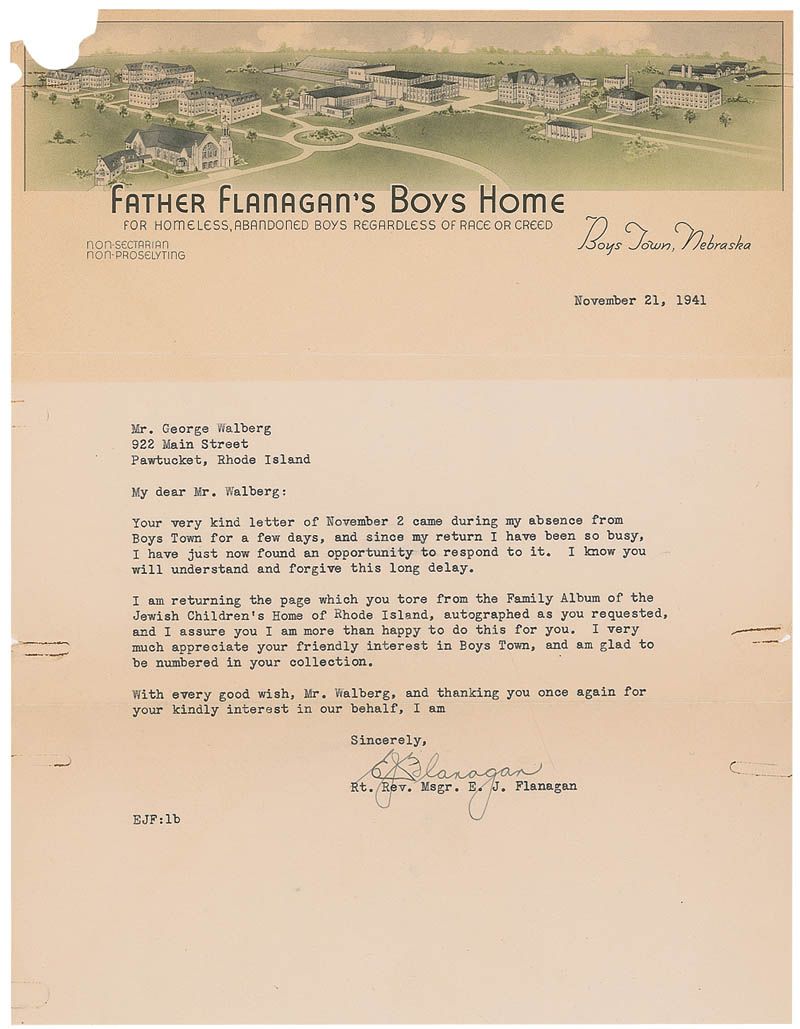 FATHER FLANAGAN'S BOYS HOME
FOR HOMELESS, ABANDONED BOYS REGARDLESS OF RACE OR CREED
NON-SECTARIAN
NON-PROSELYTING
Boys Town, Nebraska
November 21, 1941
Mr. George Walberg
922 Main Street
Pawtucket, Rhode Island
My dear Mr. Walberg:
Your very kind letter of November 2 came during my absence from
Boys Town for a few days, and since my return I have been so busy,
I have just now found an opportunity to respond to it. I know you
will understand and forgive this long delay.
I am returning the page which you tore from the Family Album of the
Jewish Children's Home of Rhode Island, autographed as you requested,
and I assure you I am more than happy to do this for you. I very
much appreciate your friendly interest in Boys Town, and am glad to
be numbered in your collection.
With every good wish, Mr. Walberg, and thanking you once again for
your kindly interest in our behalf, I am
Sincerely,
EJFlanagan
Rt. Rev. Msgr. E. J. Flanagan
EJF:lb